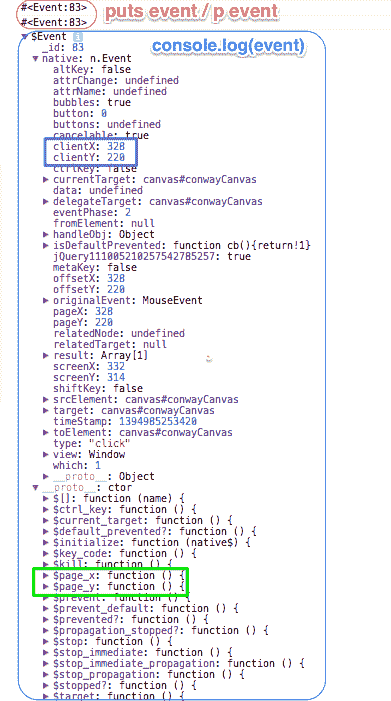 #<Event:83>
puts event / p event
#<Event:83>
▼ $Event i
console.log(event)
_id: 83
▼ native: n.Event
altKey: false
attrChange: undefined
attrName: undefined
bubbles: true
button: 0
buttons: undefined
cancelable: true
clientX: 328
clientY: 220
ctrlKey: false
▶ currentTarget: canvas#conwayCanvas
data: undefined
▶ delegateTarget: canvas#conwayCanvas
eventPhase: 2
fromElement: null
▶ handleObj: Object
▶ isDefaultPrevented: function cb(){return!1}
jQuery111005210257542785257: true
metaKey: false
offsetX: 328
offsetY: 220
▶ originalEvent: MouseEvent
pageX: 328
pageY: 220
relatedNode: undefined
relatedTarget: null
▶ result: Array[1]
screenX: 332
screenY: 314
shiftKey: false
▶ srcElement: canvas#conwayCanvas
▶ target: canvas#conwayCanvas
timeStamp: 1394985253420
▶ toElement: canvas#conwayCanvas
type: "click"
▶ view: Window
which: 1
▶ __proto__: Object
▼ __proto__: ctor
▶ $[]: function (name) {
▶ $ctrl_key: function () {
▶ $current_target: function () {
▶ $default_prevented?: function () {
▶ $initialize: function (native$) {
▶ $key_code: function () {
▶ $kill: function () {
▶ $page_x: function () {
▶ $page_y: function () {
▶ $prevent: function () {
▶ $prevent_default: function () {
▶ $prevented?: function () {
▶ $propagation_stopped?: function () {
▶ $stop: function () {
▶ $stop_immediate: function () {
▶ $stop_immediate_propagation: function () {
▶ $stop_propagation: function () {
▶ $stopped?: function () {
▶ $target: function () {